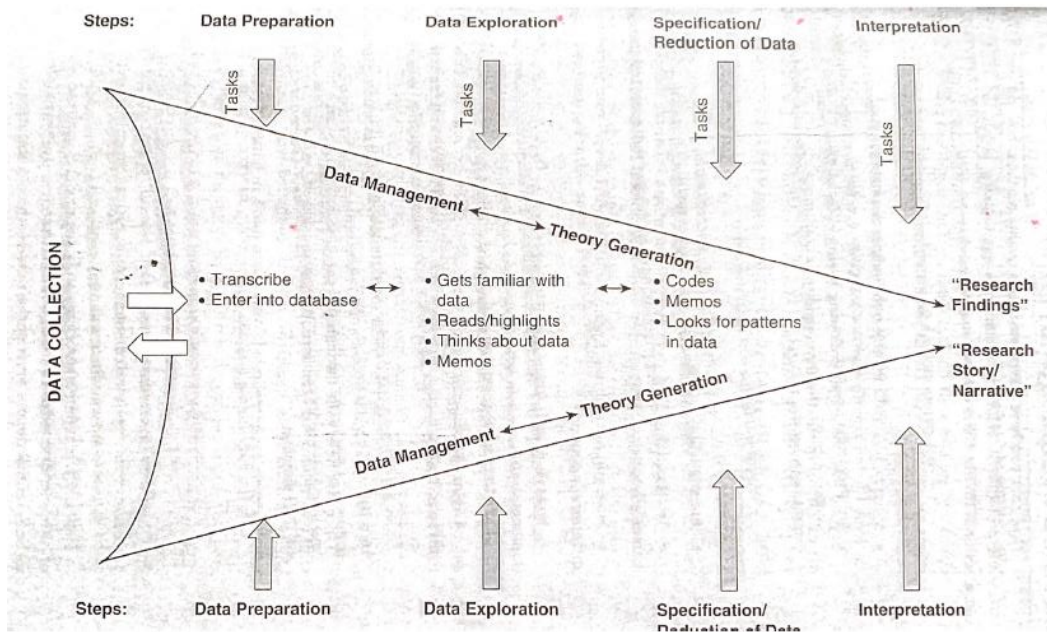 Steps:
Data Preparation
Data Exploration
Specification/
Reduction of Data
Interpretation
Tasks
Tasks
Tasks
Tasks
Data Management
Theory Generation
DATA COLLECTION
• Transcribe
• Enter into database
• Gets familiar with
data
• Reads/highlights
• Thinks about data
• Memos
• Codes
• Memos
• Looks for patterns
in data
"Research
Findings"
"Research
Story/
Narrative"
Data Management
Theory Generation
Steps:
Data Preparation
Data Exploration
Specification/
Reduction of Data
Interpretation